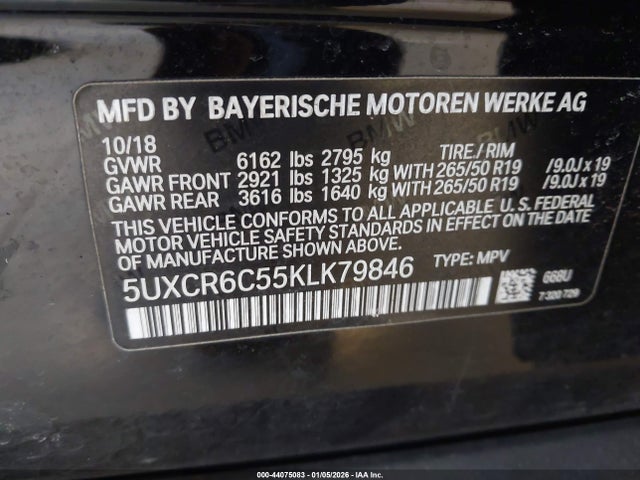 MFD BY BAYERISCHE MOTOREN WERKE AG
10/18 TIRE / RIM
GVWR 6162 lbs 2795 kg
GAWR FRONT 2921 lbs 1325 kg WITH 265/50 R19 /9.0J x 19
GAWR REAR 3616 lbs 1640 kg WITH 265/50 R19 /9.0J x 19
THIS VEHICLE CONFORMS TO ALL APPLICABLE U. S. FEDERAL
MOTOR VEHICLE SAFETY STANDARDS IN EFFECT ON THE DATE
OF MANUFACTURE SHOWN ABOVE.
5UXCR6C55KLK79846 TYPE: MPV
668U
7320729
000-44075083 - 01/05/2026 - IAA Inc.